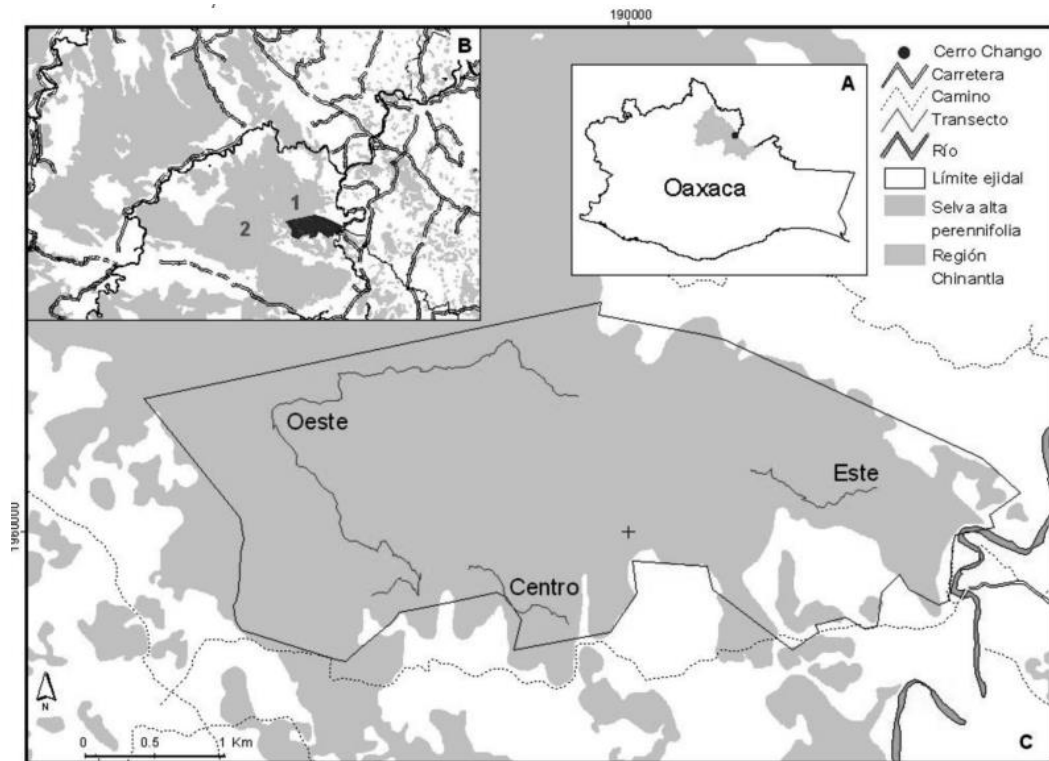 190000
B
1
2
A
Oaxaca
Cerro Chango
Carretera
Camino
Transecto
Río
Límite ejidal
Selva alta
perennifolia
Región
Chinantla
Oeste
Este
Centro
1960000
N
0 0.5 1 Km
C